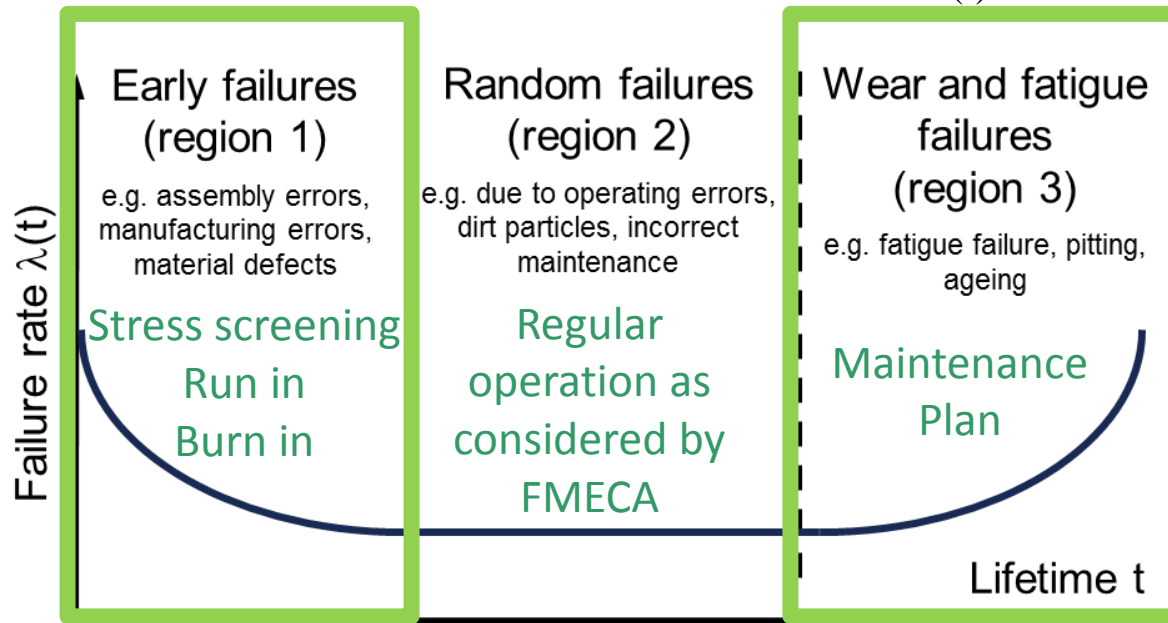 Early failures
(region 1)
e.g. assembly errors,
manufacturing errors,
material defects
Stress screening
Run in
Burn in
Random failures
(region 2)
e.g. due to operating errors,
dirt particles, incorrect
maintenance
Regular
operation as
considered by
FMECA
Wear and fatigue
failures
(region 3)
e.g. fatigue failure, pitting,
ageing
Maintenance
Plan
Failure rate λ(t)
Lifetime t